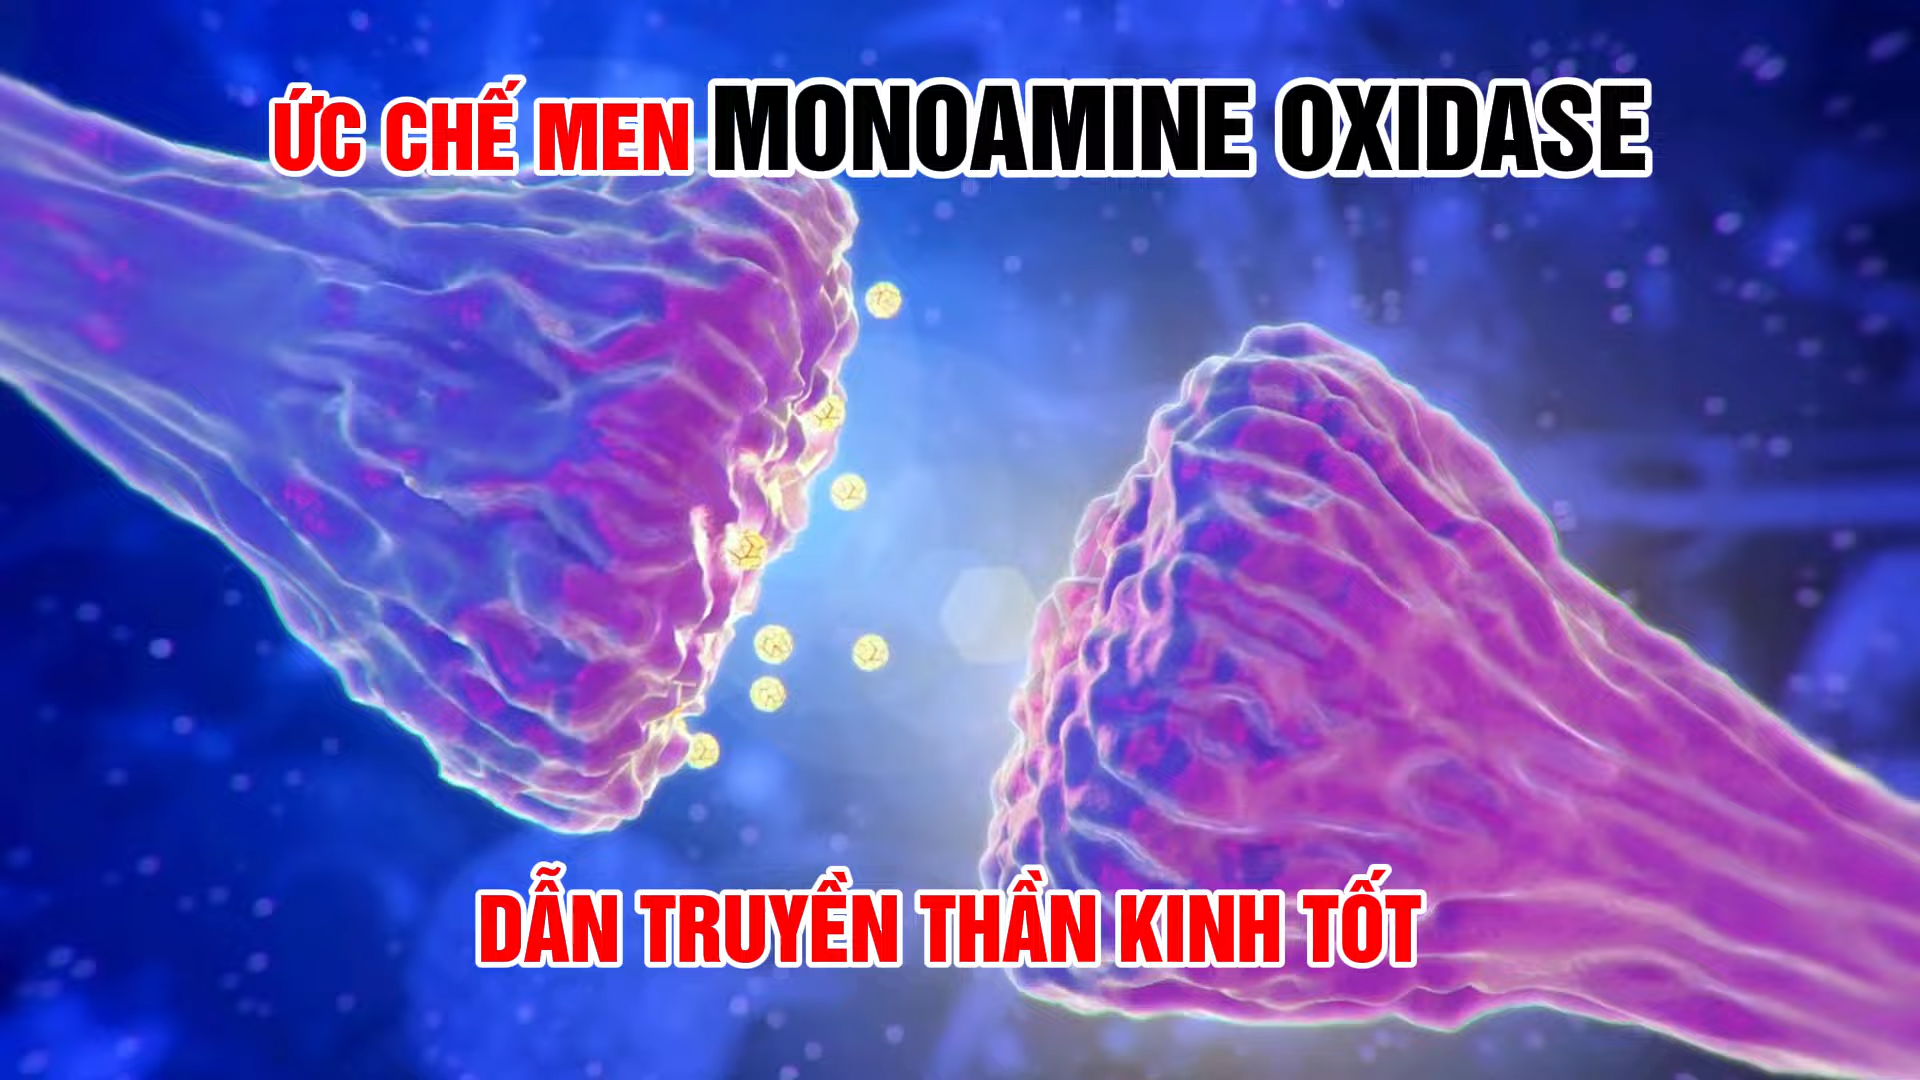 ỨC CHẾ MEN MONOAMINE OXIDASE
DẪN TRUYỀN THẦN KINH TỐT